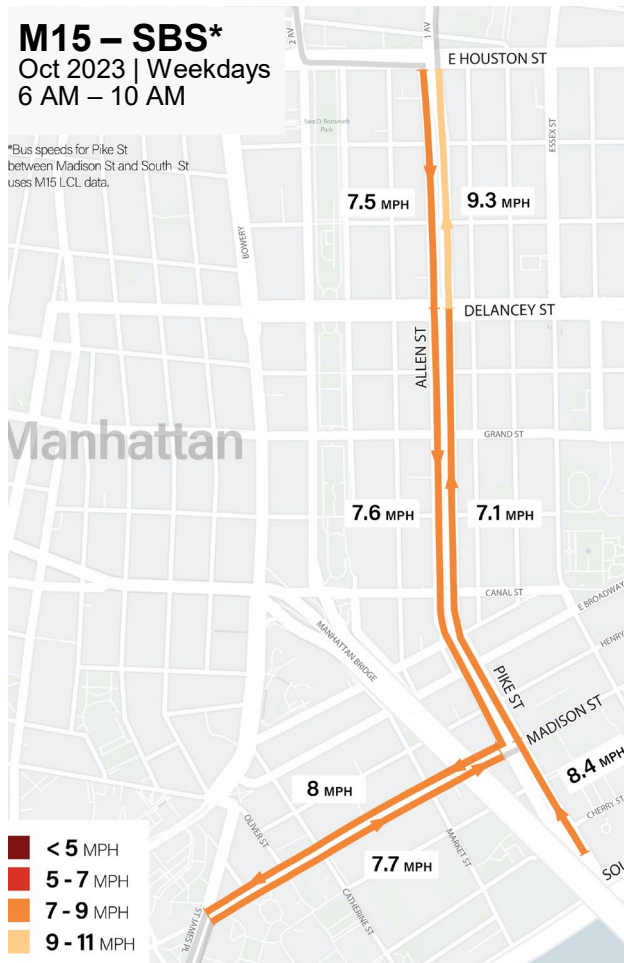 M15 – SBS*
Oct 2023 | Weekdays
6 AM – 10 AM
*Bus speeds for Pike St
between Madison St and South St
uses M15 LCL data.
2 AV
1 AV
E HOUSTON ST
Sara D. Roosevelt
Park
ESSEX ST
7.5 MPH
9.3 MPH
BOWERY
DELANCEY ST
ALLEN ST
Manhattan
GRAND ST
7.6 MPH
7.1 MPH
CANAL ST
E BROADWAY
MANHATTAN BRIDGE
HENRY
PIKE ST
MADISON ST
8.4 MPH
8 MPH
CHERRY ST
OLIVER ST
MARKET ST
7.7 MPH
SOU
CATHERINE ST
ST JAMES PL
< 5 MPH
5 - 7 MPH
7 - 9 MPH
9 - 11 MPH